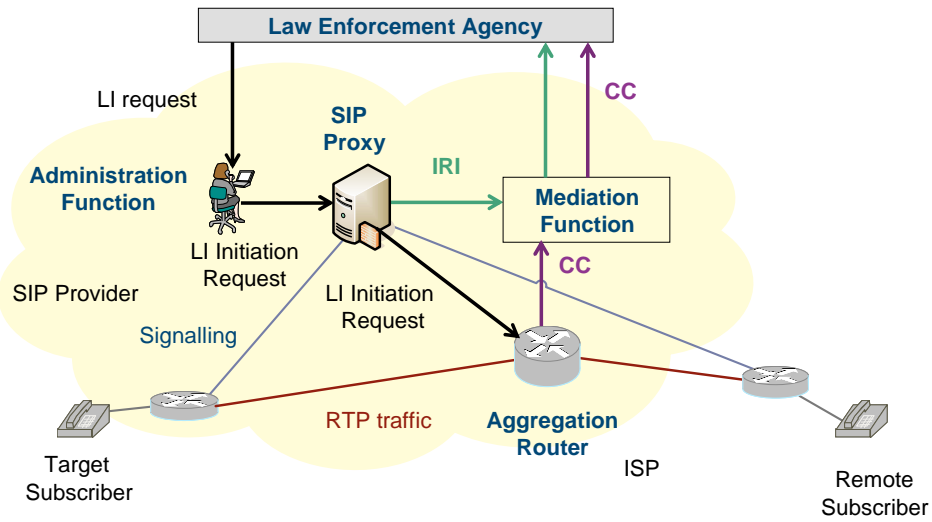 Law Enforcement Agency
LI request
CC
SIP
Proxy
IRI
Administration
Function
Mediation
Function
LI Initiation
Request
CC
SIP Provider
LI Initiation
Request
Signalling
RTP traffic
Aggregation
Router
ISP
Target
Subscriber
Remote
Subscriber